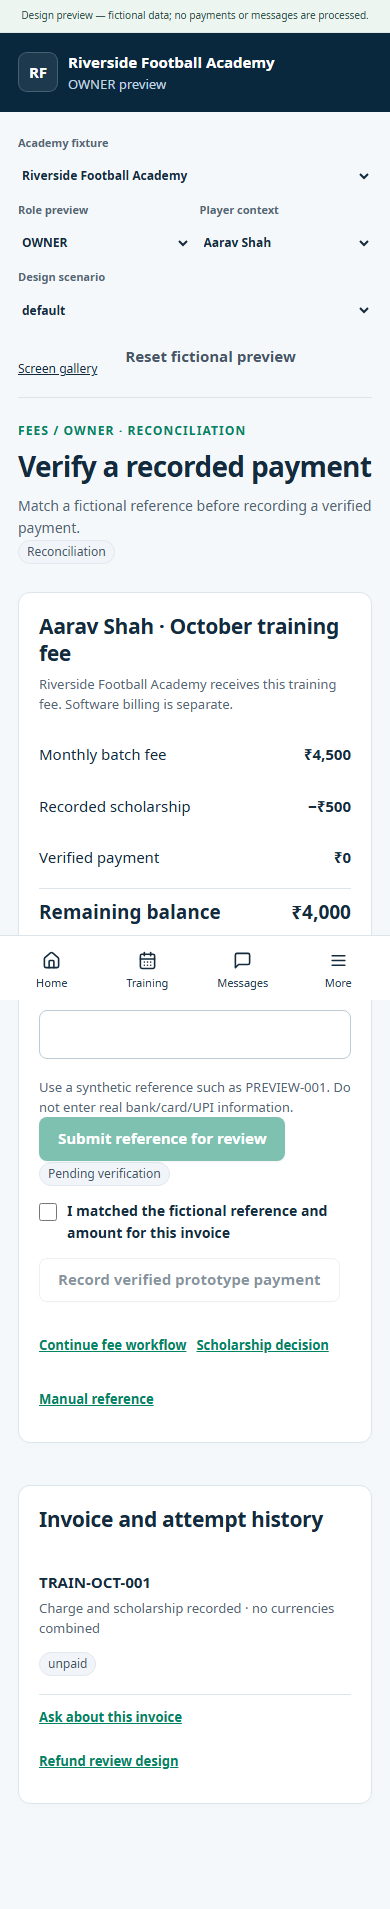 Design preview — fictional data; no payments or messages are processed.
RF
Riverside Football Academy
OWNER preview
Academy fixture
Riverside Football Academy
Role preview
Player context
OWNER
Aarav Shah
Design scenario
default
Screen gallery
Reset fictional preview
FEES / OWNER · RECONCILIATION
Verify a recorded payment
Match a fictional reference before recording a verified
payment.
Reconciliation
Aarav Shah · October training
fee
Riverside Football Academy receives this training
fee. Software billing is separate.
Monthly batch fee ₹4,500
Recorded scholarship −₹500
Verified payment ₹0
Remaining balance ₹4,000
Home
Training
Messages
More
Use a synthetic reference such as PREVIEW-001. Do
not enter real bank/card/UPI information.
Submit reference for review
Pending verification
I matched the fictional reference and
amount for this invoice
Record verified prototype payment
Continue fee workflow Scholarship decision
Manual reference
Invoice and attempt history
TRAIN-OCT-001
Charge and scholarship recorded · no currencies
combined
unpaid
Ask about this invoice
Refund review design